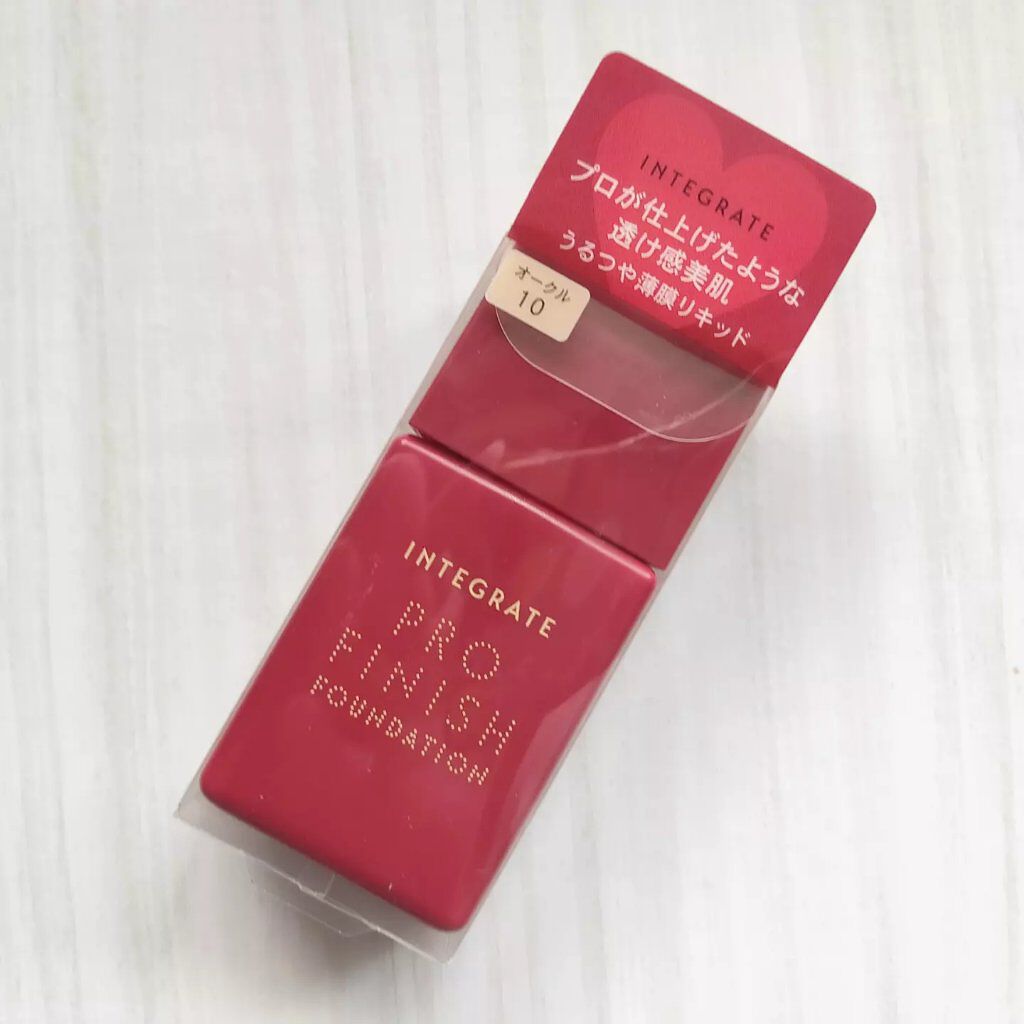 INTEGRATE
プロが仕上げたような
透け感美肌
うるつや薄膜リキッド
オークル
10
INTEGRATE
PRO
FINISH
FOUNDATION